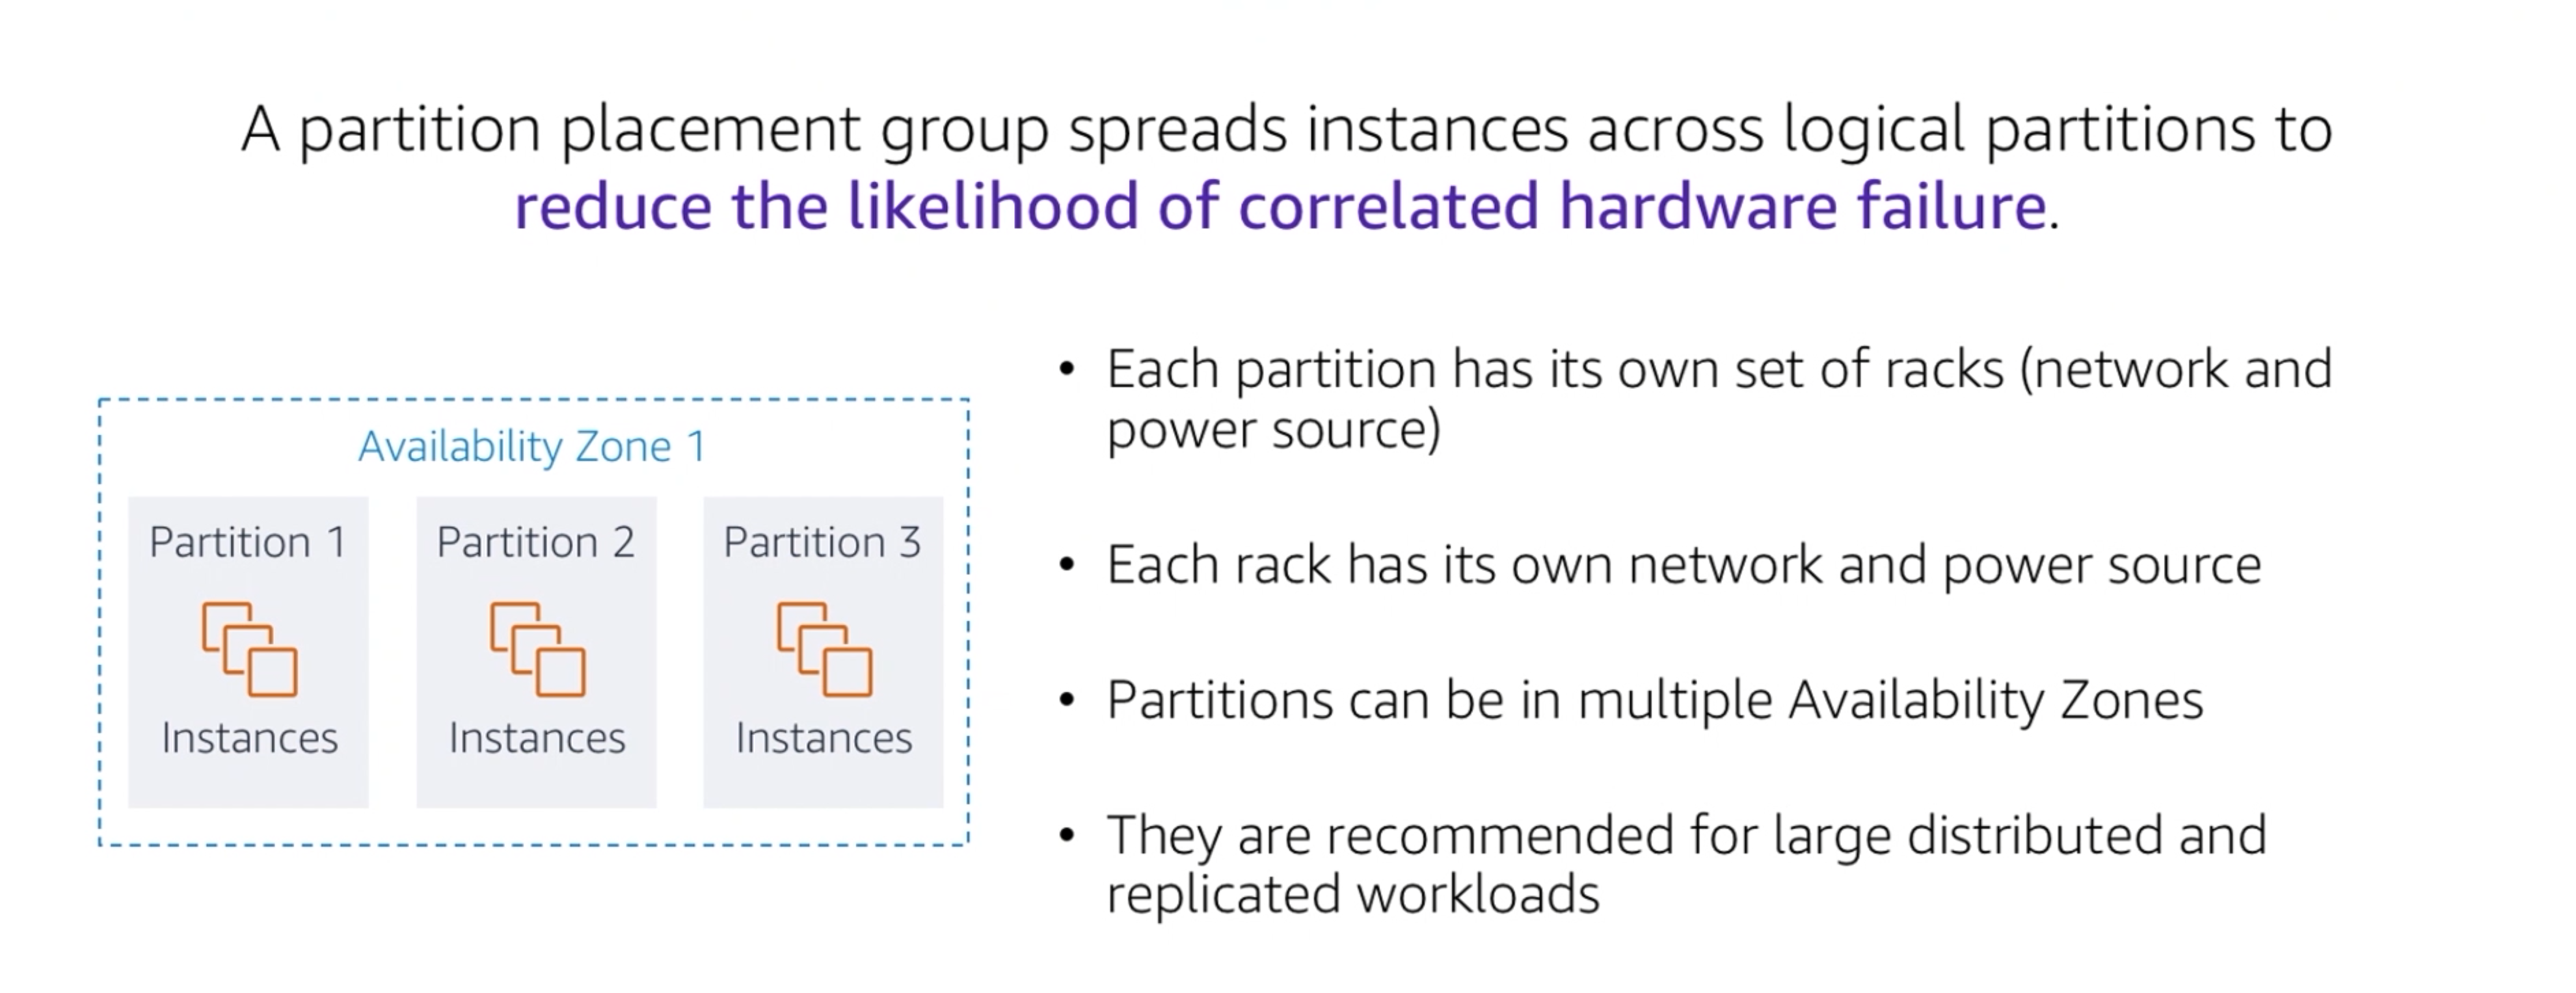 A partition placement group spreads instances across logical partitions to
reduce the likelihood of correlated hardware failure.
Availability Zone 1
Partition 1
Instances
Partition 2
Instances
Partition 3
Instances
• Each partition has its own set of racks (network and
power source)
• Each rack has its own network and power source
• Partitions can be in multiple Availability Zones
• They are recommended for large distributed and
replicated workloads